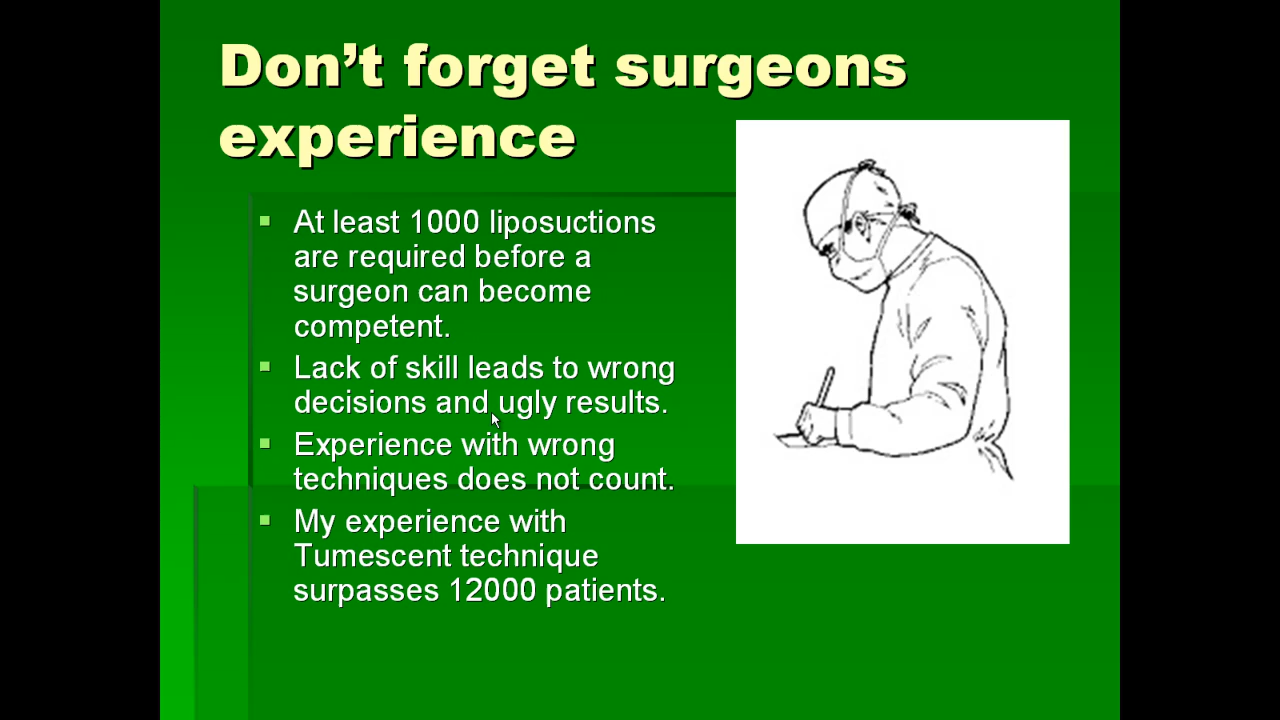 Don't forget surgeons
experience
At least 1000 liposuctions
are required before a
surgeon can become
competent.
Lack of skill leads to wrong
decisions and ugly results.
Experience with wrong
techniques does not count.
My experience with
Tumescent technique
surpasses 12000 patients.